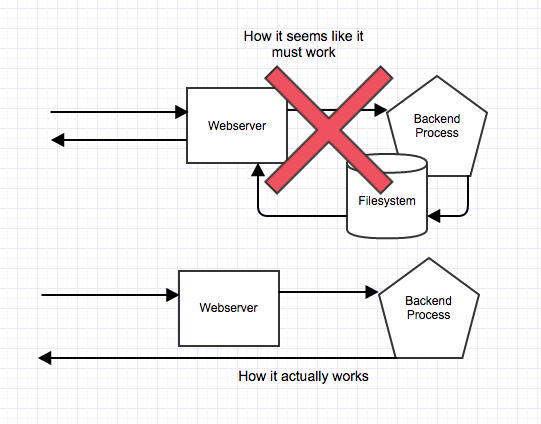 How it seems like it
must work
Webserver
Backend
Process
Filesystem
Webserver
Backend
Process
How it actually works